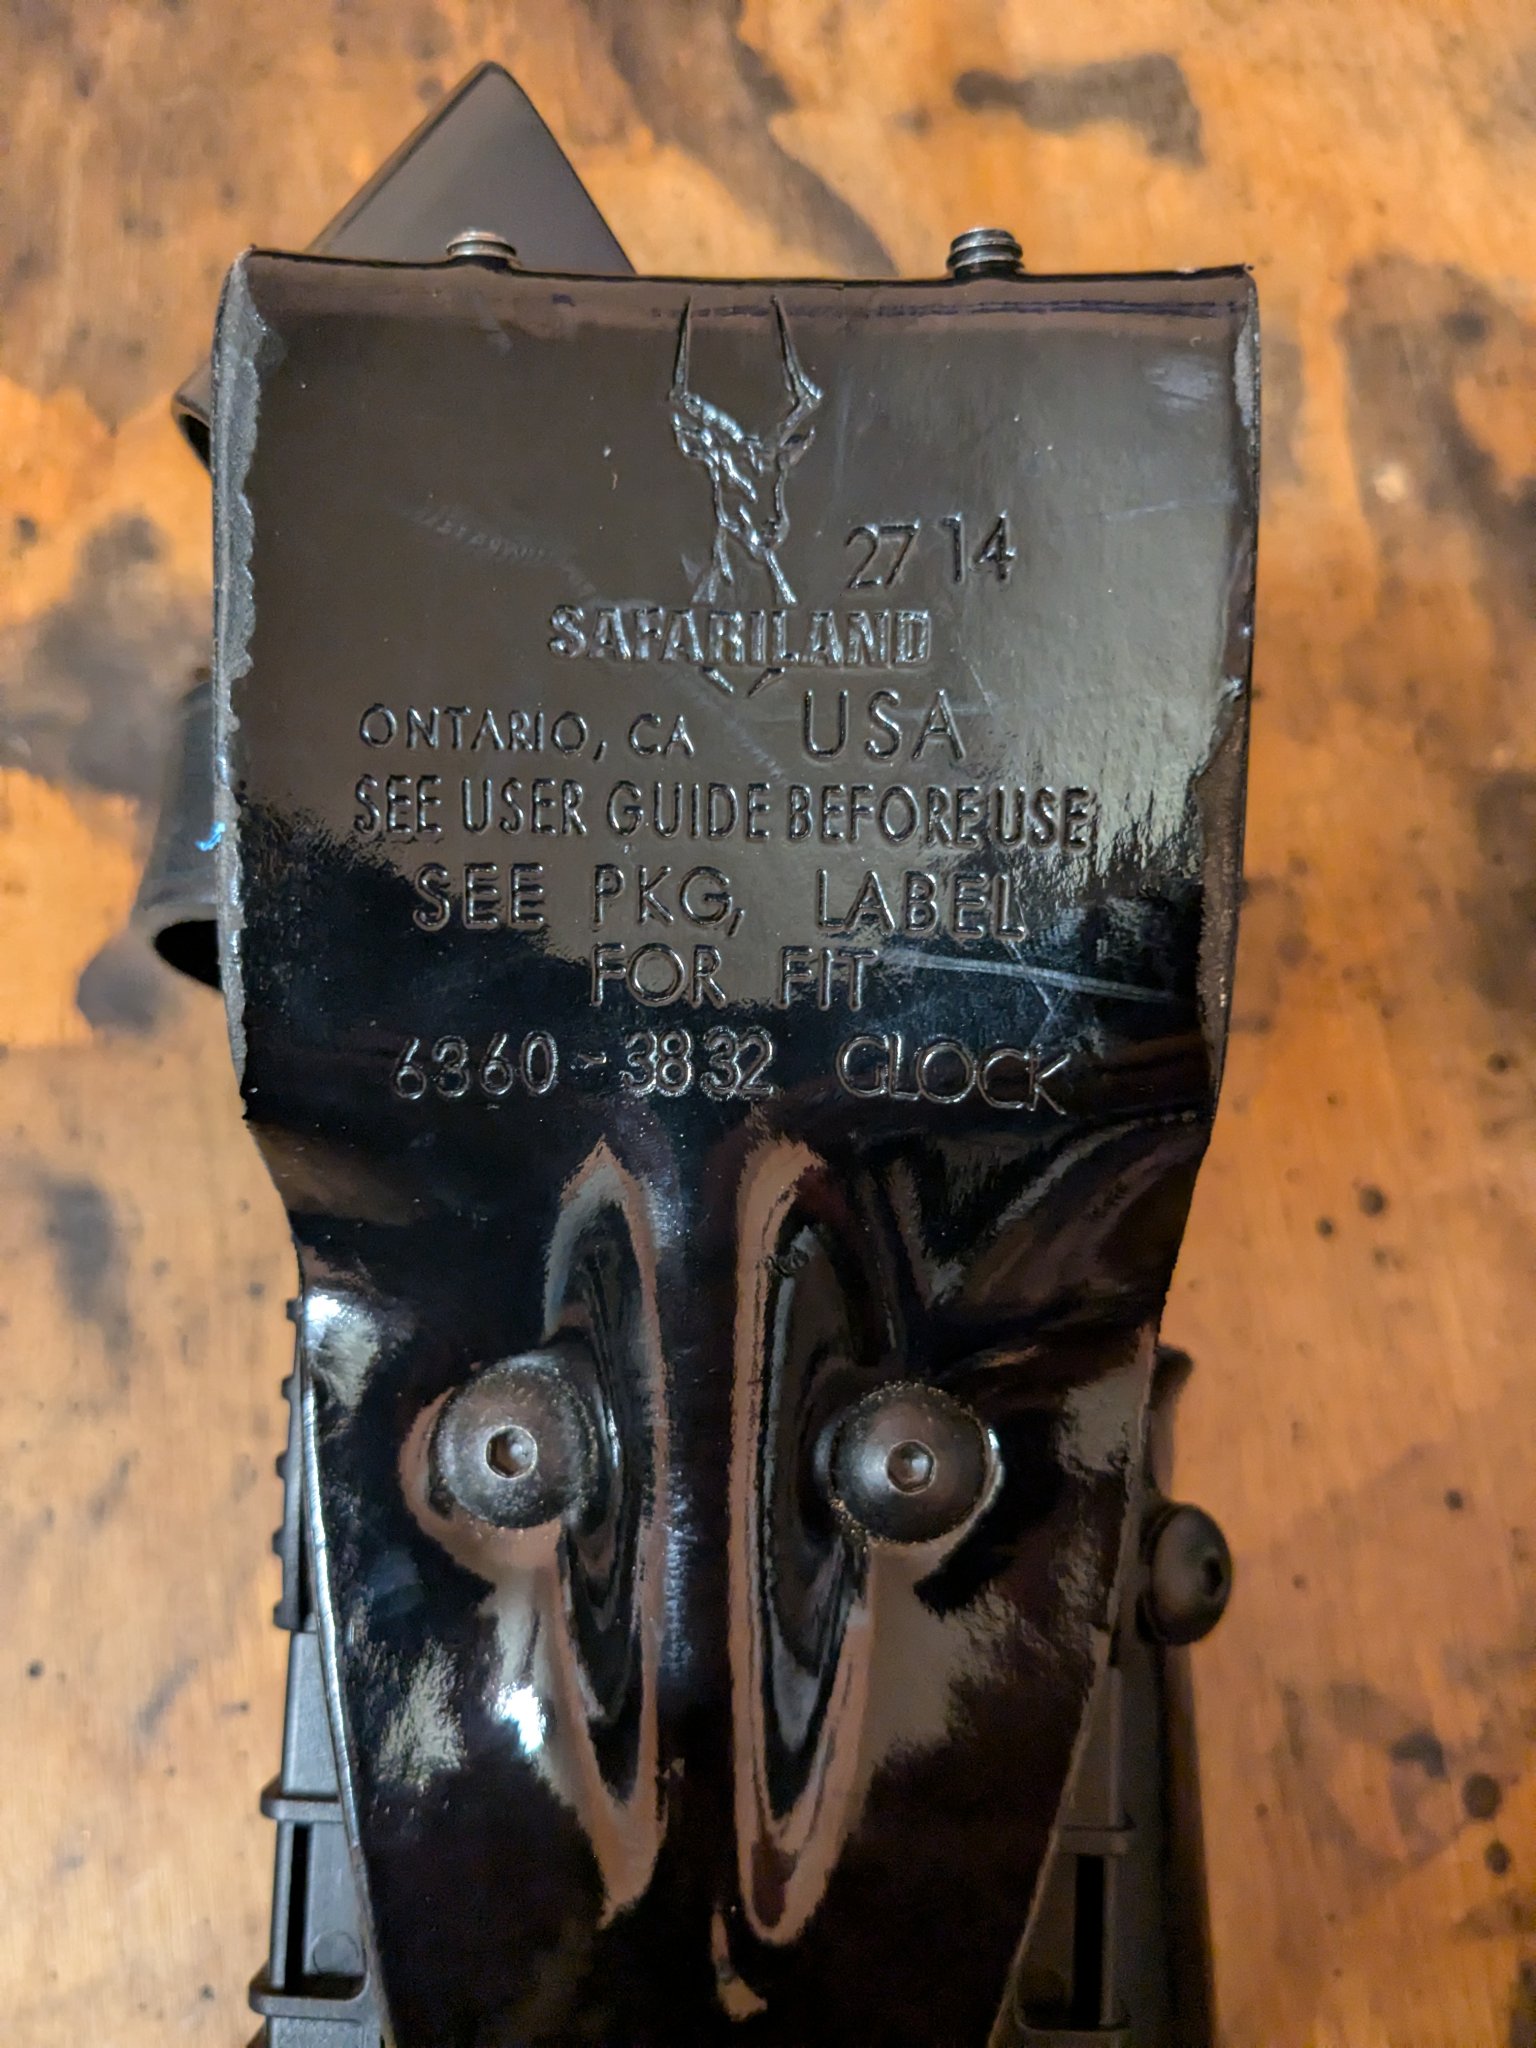 27 14
SAFARILAND
ONTARIO, CA USA
SEE USER GUIDE BEFORE USE
SEE PKG, LABEL
FOR FIT
6360-3832 GLOCK